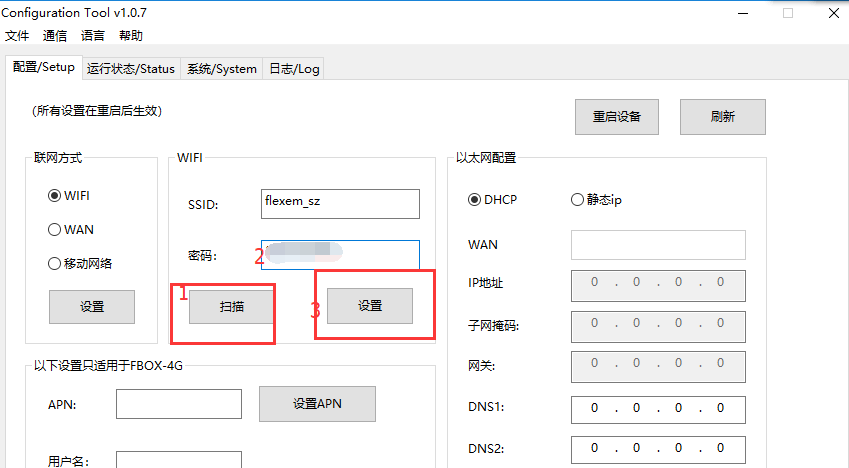 Configuration Tool v1.0.7
文件 通信 语言 帮助
配置/Setup 运行状态/Status 系统/System 日志/Log
(所有设置在重启后生效) 重启设备 刷新
联网方式
WIFI
WAN
移动网络
设置
WIFI
SSID: flexem_sz
密码: 2
1 扫描
3 设置
以太网配置
DHCP 静态ip
WAN
IP地址 0 . 0 . 0 . 0
子网掩码: 0 . 0 . 0 . 0
网关: 0 . 0 . 0 . 0
DNS1: 0 . 0 . 0 . 0
DNS2: 0 . 0 . 0 . 0
以下设置只适用于FBOX-4G
APN: 设置APN
用户名: